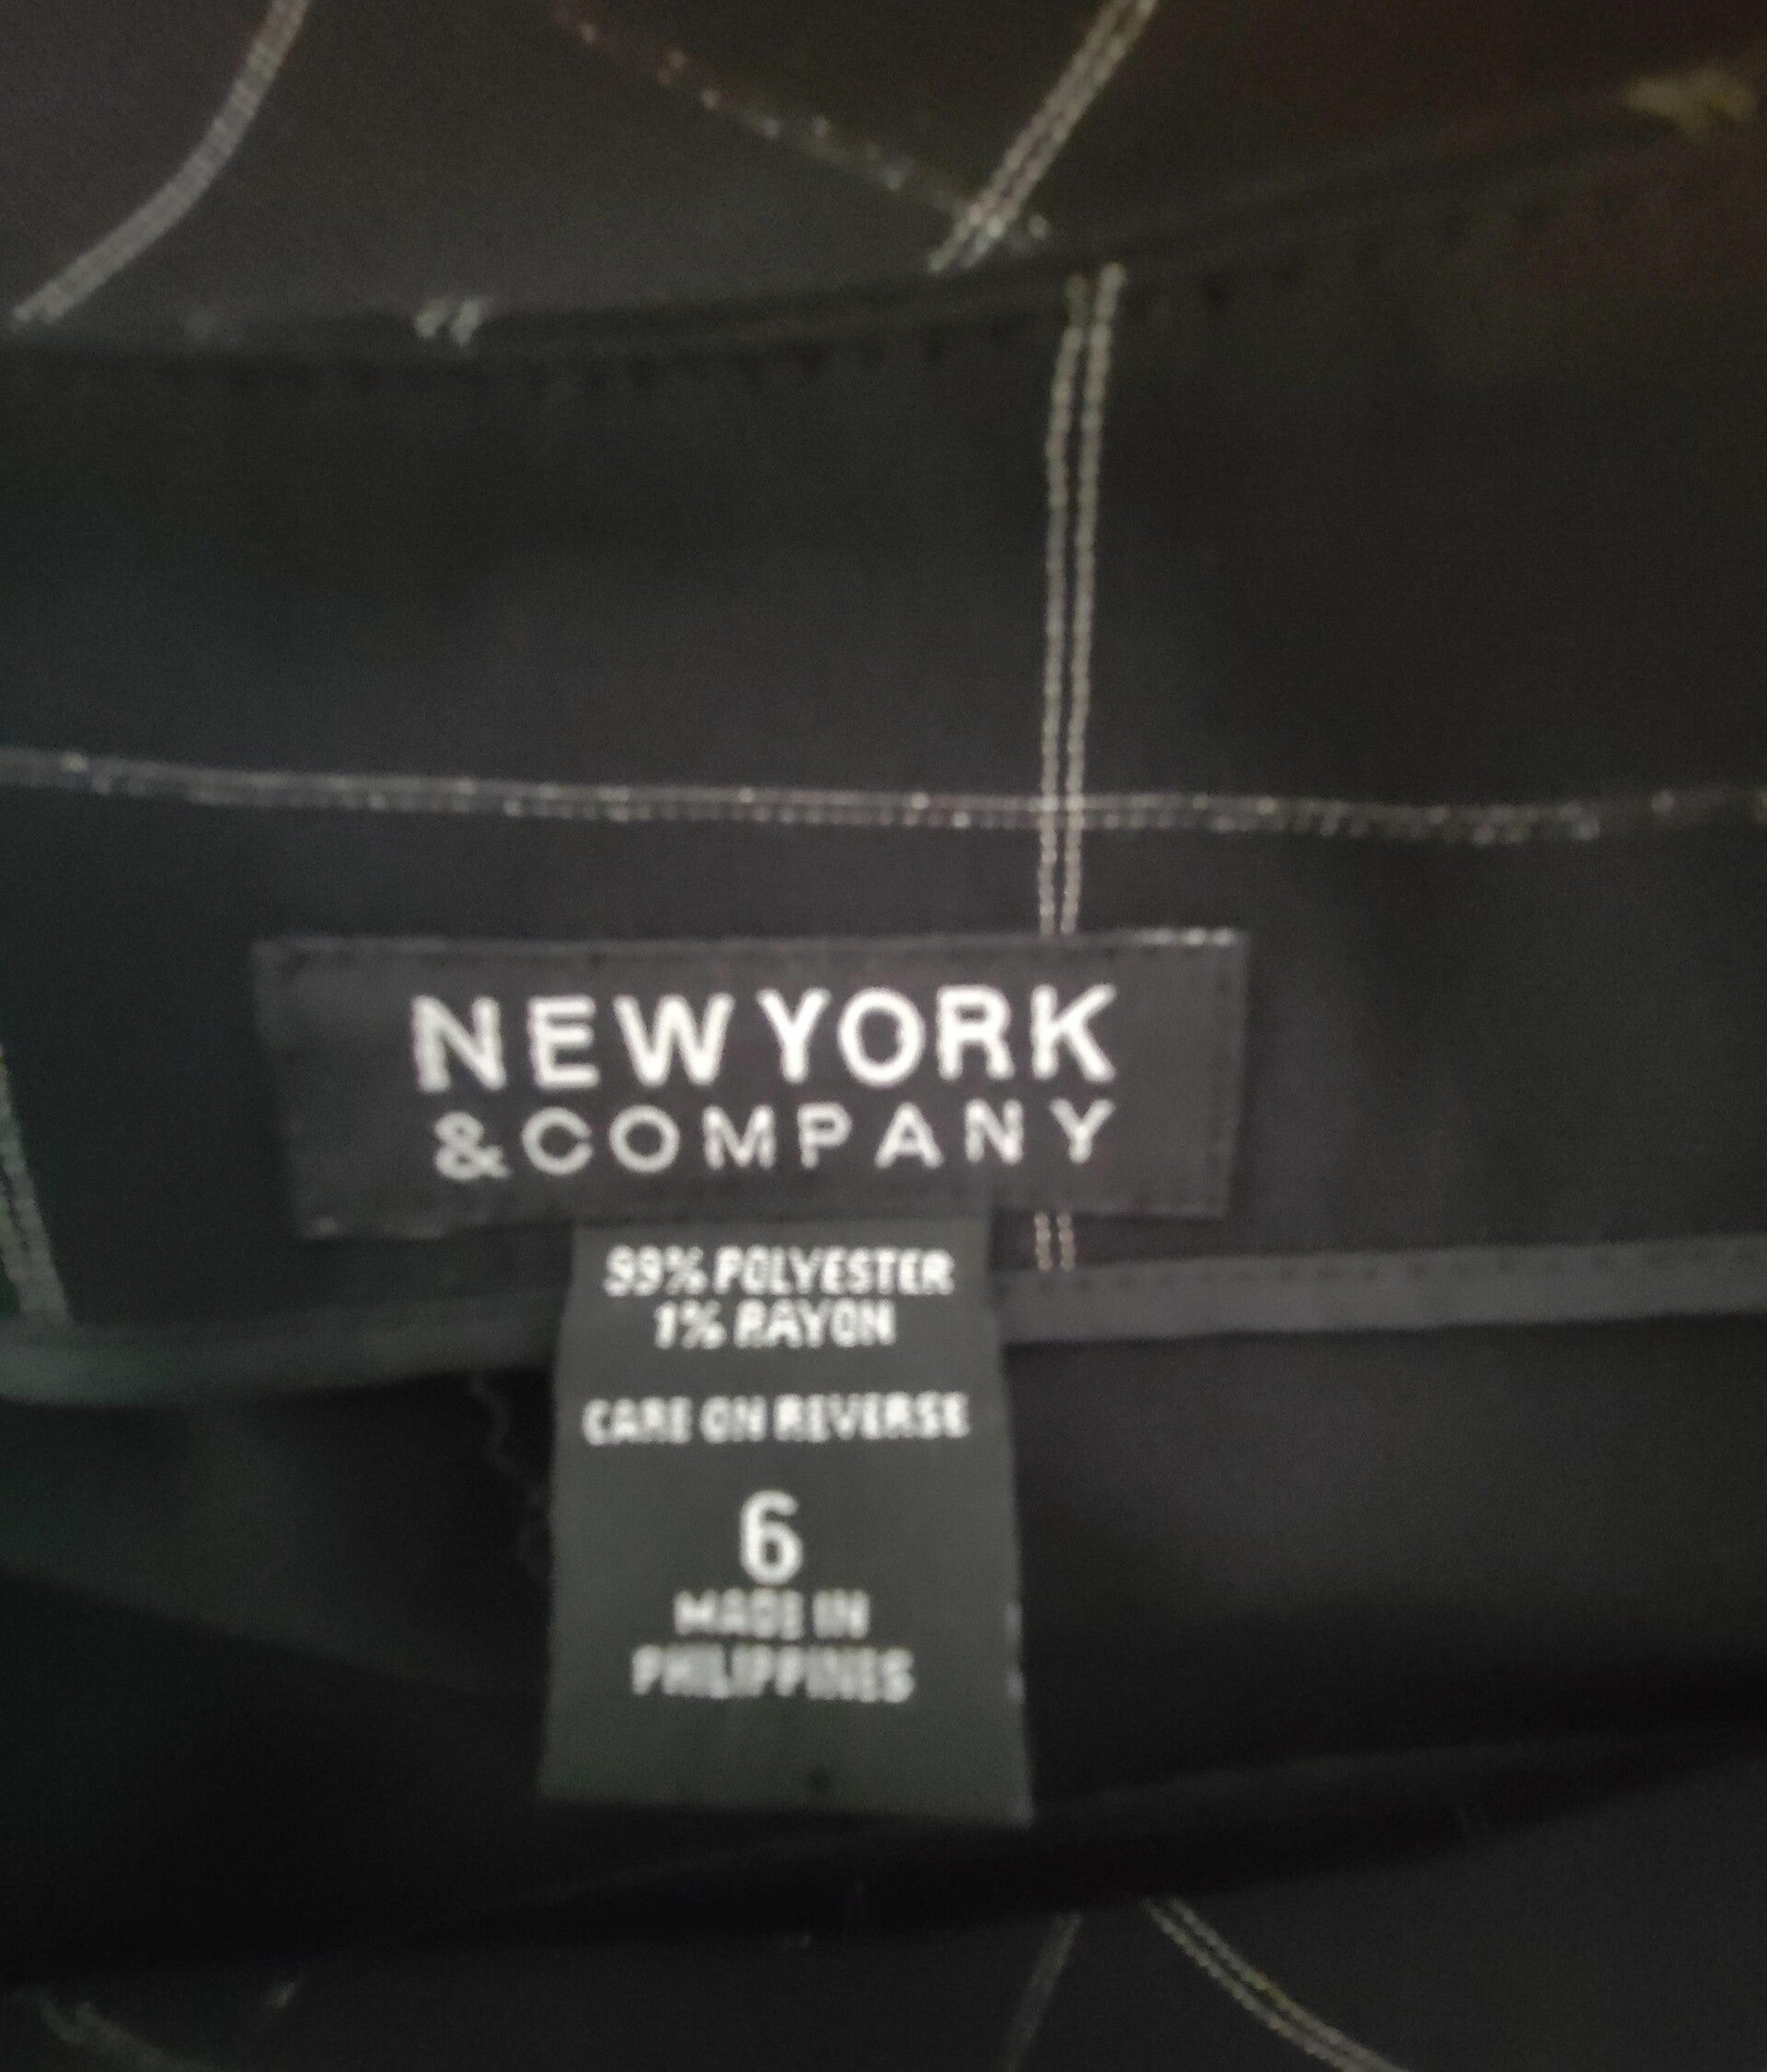 NEW YORK
& COMPANY
99% POLYESTER
1% RAYON
CARE ON REVERSE
6
MADE IN
PHILIPPINES